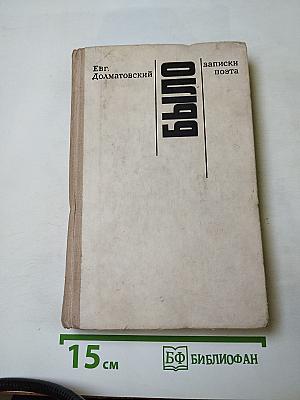 Евг.
Долматовский
БЫЛО
записки
поэта
15 см
БФ БИБЛИОФАН